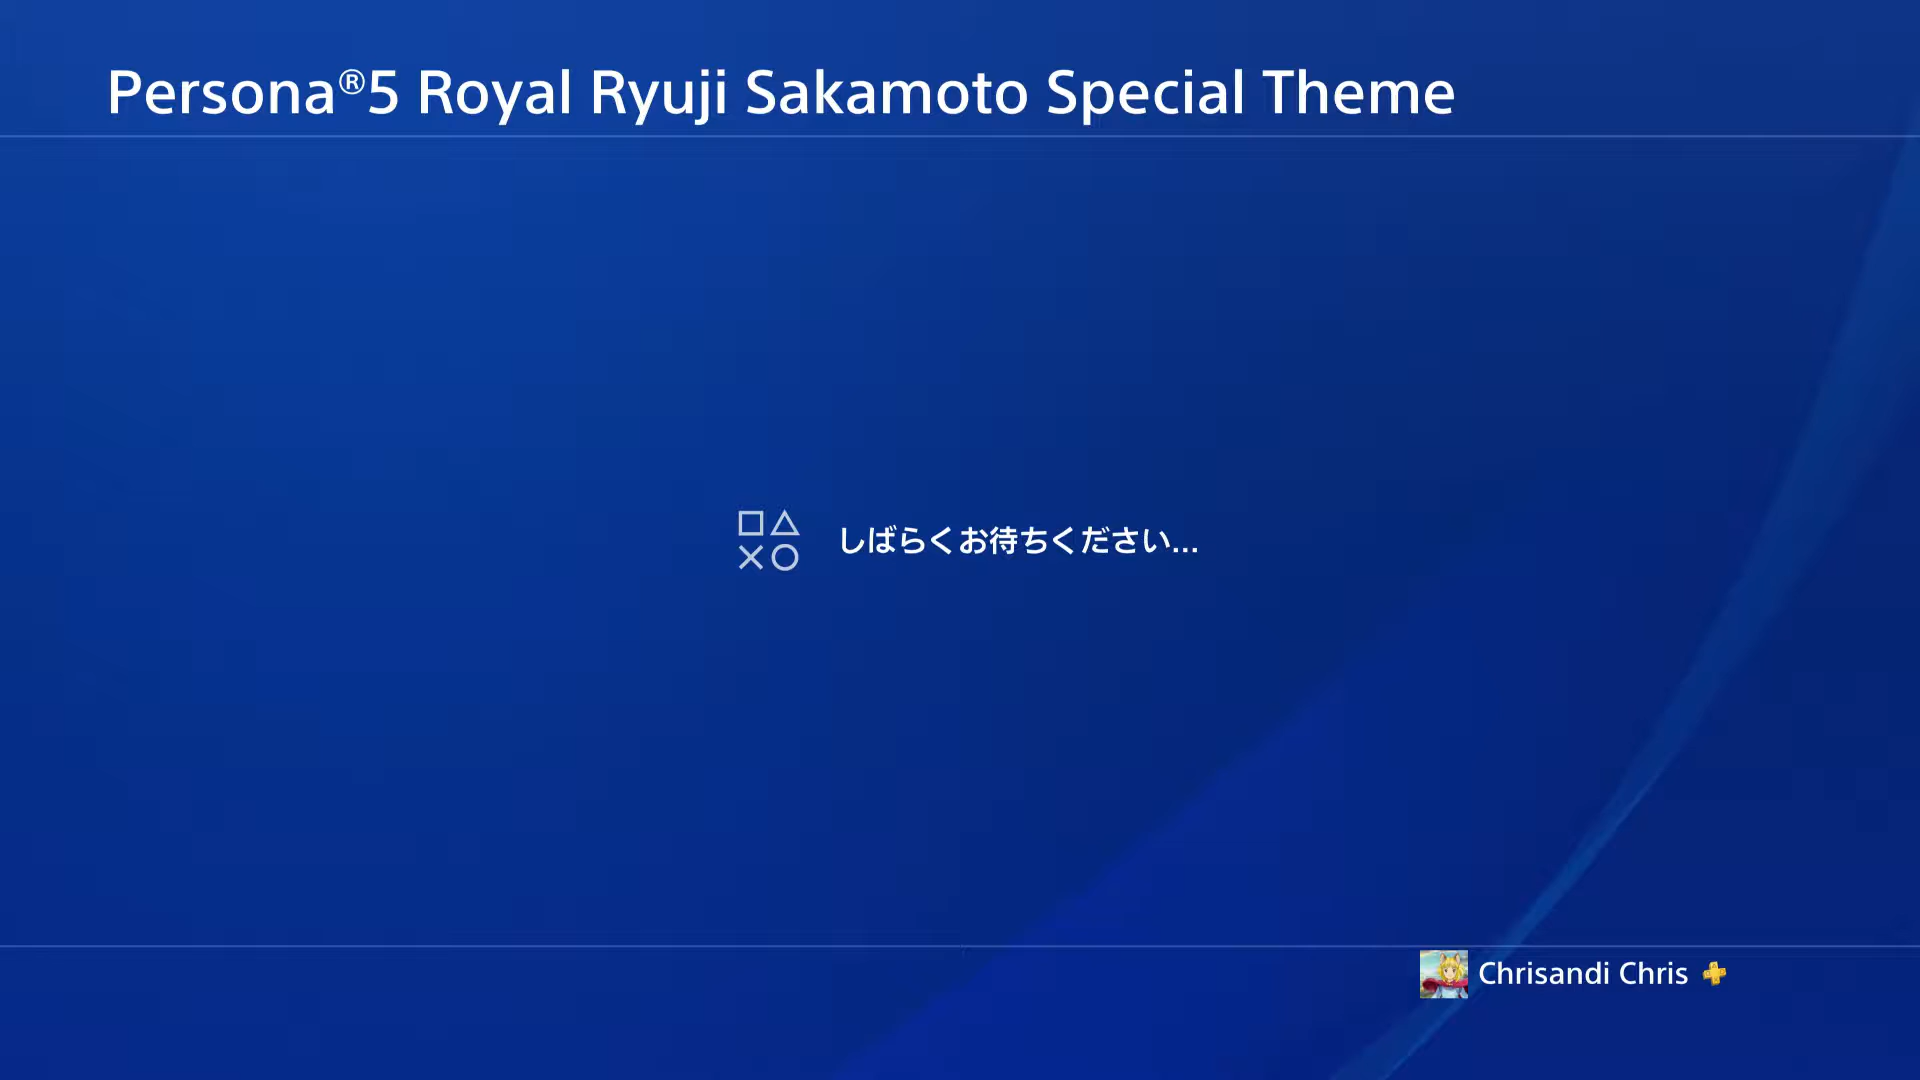 Persona®5 Royal Ryuji Sakamoto Special Theme
しばらくお待ちください...
Chrisandi Chris